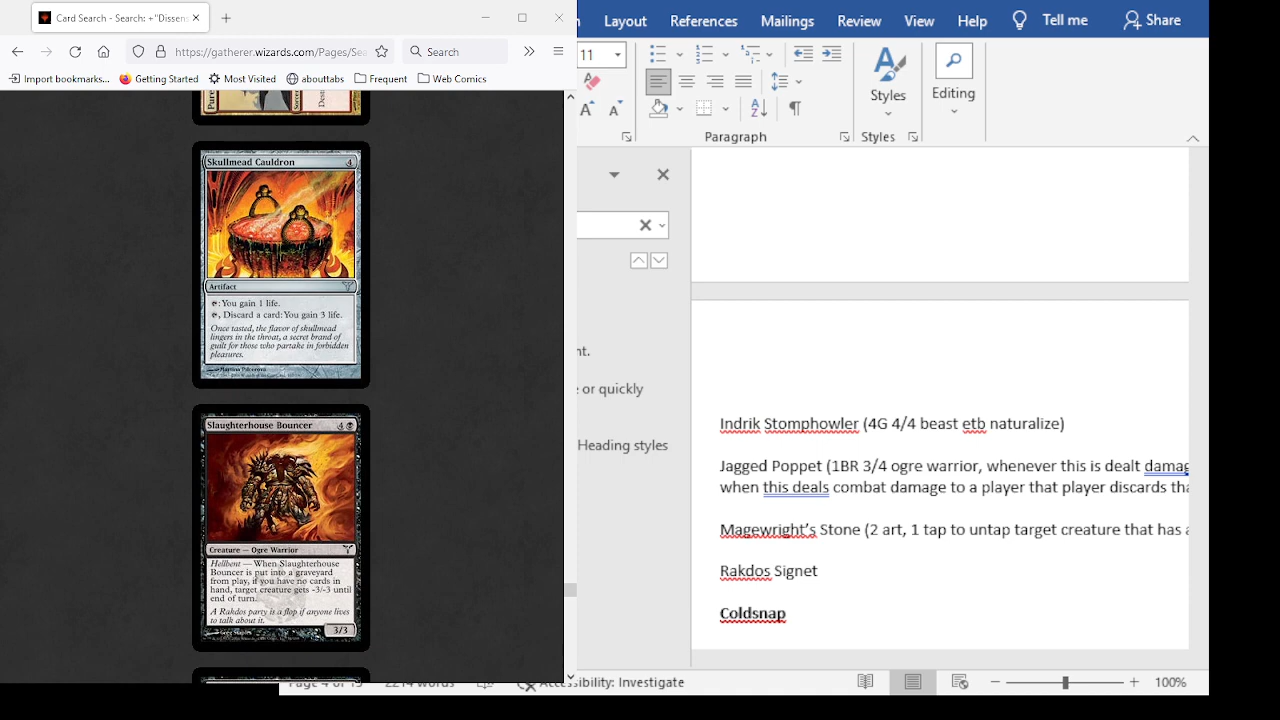 Card Search - Search: +"Dissen
https://gatherer.wizards.com/Pages/Sea
Search
Import bookmarks...
Getting Started
Most Visited
abouttabs
Frequent
Web Comics
Skullmead Cauldron 4
Artifact
:You gain 1 life.
, Discard a card:You gain 3 life.
Once tasted, the flavor of skullmead
lingers in the throat, a secret brand of
guilt for those who partake in forbidden
pleasures.
Slaughterhouse Bouncer 4
Creature — Ogre Warrior
Hellbent — When Slaughterhouse
Bouncer is put into a graveyard
from play, if you have no cards in
hand, target creature gets -3/-3 until
end of turn.
A Rakdos party is a flop if anyone lives
to talk about it.
3/3
Layout References Mailings Review View Help Tell me Share
11
Styles
Editing
Paragraph
Styles
nt.
or quickly
Heading styles
Indrik Stomphowler (4G 4/4 beast etb naturalize)
Jagged Poppet (1BR 3/4 ogre warrior, whenever this is dealt damag
when this deals combat damage to a player that player discards tha
Magewright's Stone (2 art, 1 tap to untap target creature that has a
Rakdos Signet
Coldsnap
Accessibility: Investigate
100%